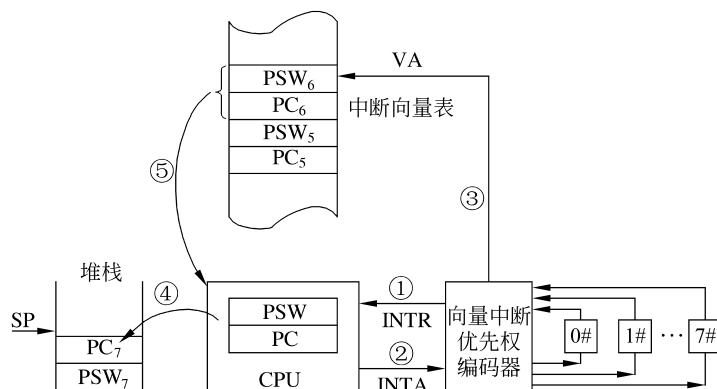 VA
PSW₆
PC₆
中断向量表
PSW₅
PC₅
⑤
③
堆栈
④
①
SP
PSW
INTR
向量中断
优先权
编码器
0#
1#
…
7#
PC₇
PC
②
PSW₇
CPU
INTA